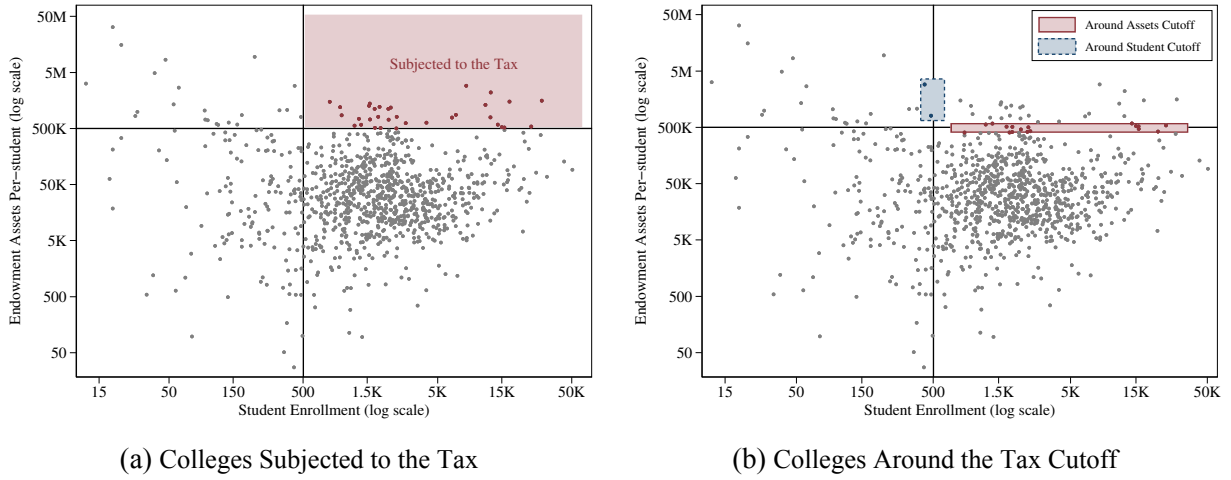 Endowment Assets Per−student (log scale)
50M
5M
500K
50K
5K
500
50
Subjected to the Tax
15
50
150
500
1.5K
5K
15K
50K
Student Enrollment (log scale)
(a) Colleges Subjected to the Tax
Endowment Assets Per−student (log scale)
50M
5M
500K
50K
5K
500
50
Around Assets Cutoff
Around Student Cutoff
15
50
150
500
1.5K
5K
15K
50K
Student Enrollment (log scale)
(b) Colleges Around the Tax Cutoff